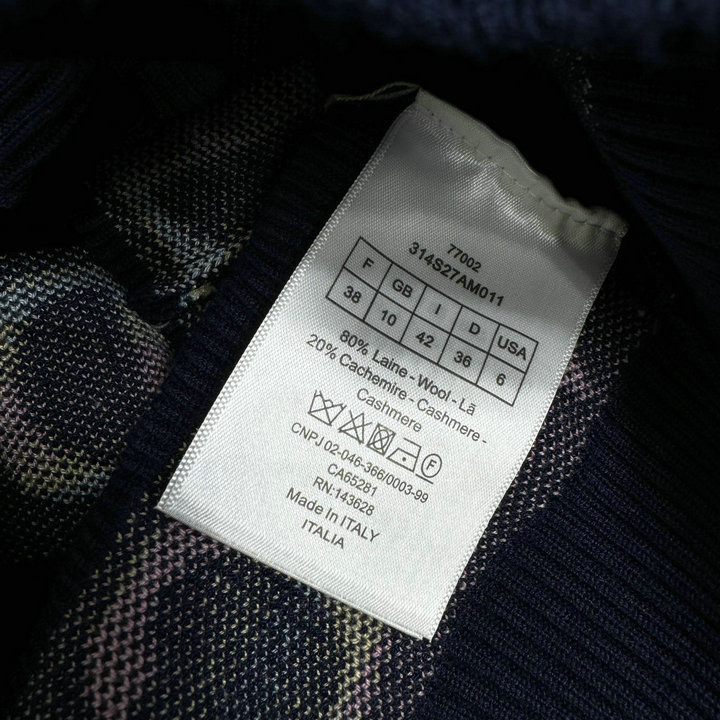 77002
314S27AM011
F GB I D USA
38 10 42 36 6
80% Laine - Wool - Lã
20% Cachemire - Cashmere -
Cashmere
F
CNPJ 02-046-366/0003-99
CA65281
RN:143628
Made In ITALY
ITALIA